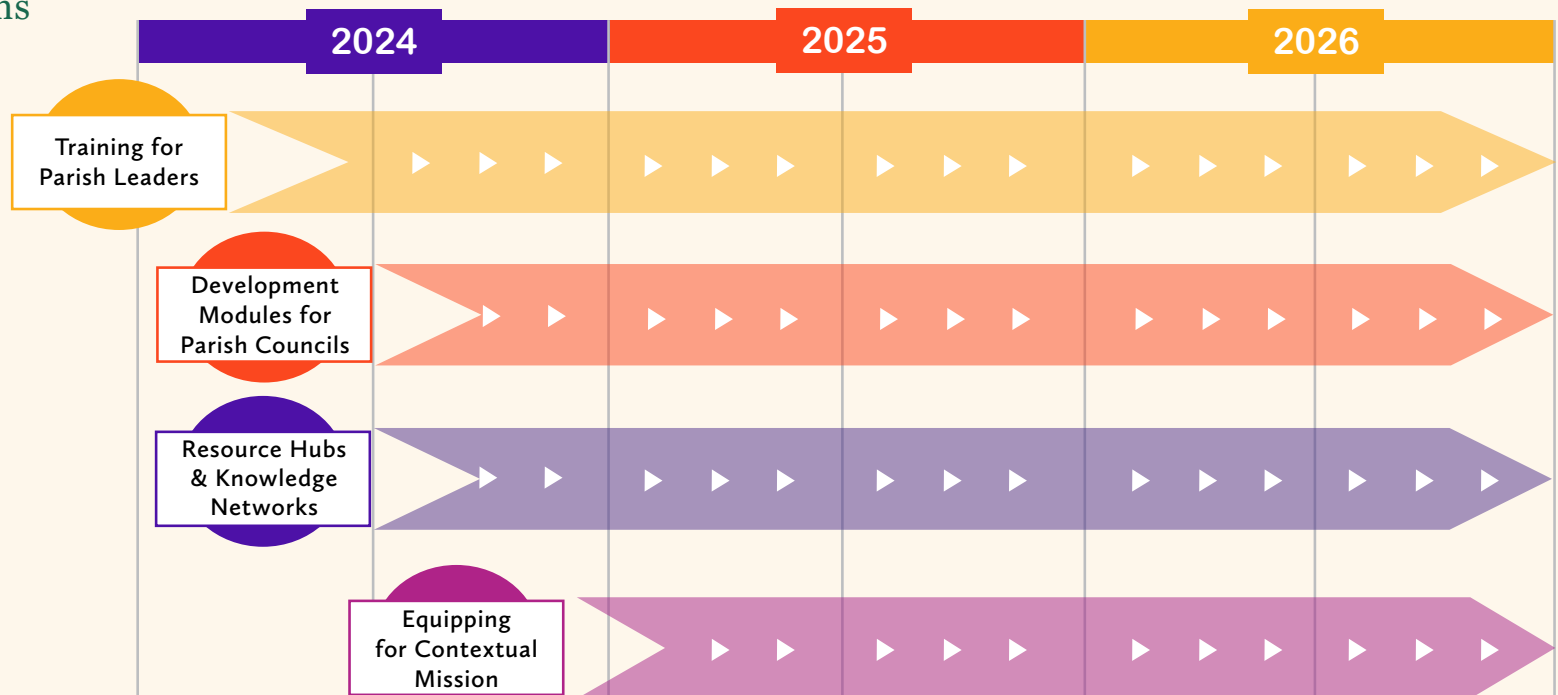 2024
2025
2026
Training for
Parish Leaders
Development
Modules for
Parish Councils
Resource Hubs
& Knowledge
Networks
Equipping
for Contextual
Mission